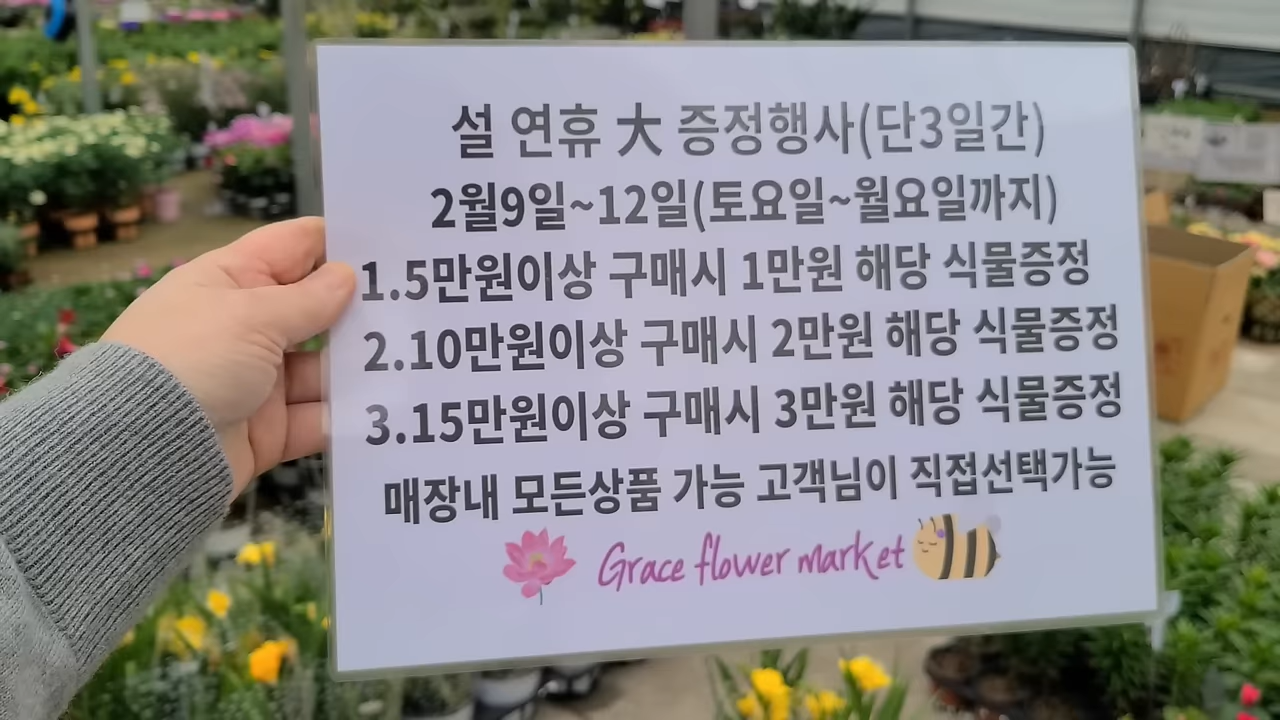 설 연휴 大 증정행사(단3일간)
2월9일~12일(토요일~월요일까지)
1.5만원이상 구매시 1만원 해당 식물증정
2.10만원이상 구매시 2만원 해당 식물증정
3.15만원이상 구매시 3만원 해당 식물증정
매장내 모든상품 가능 고객님이 직접선택가능
Grace flower market